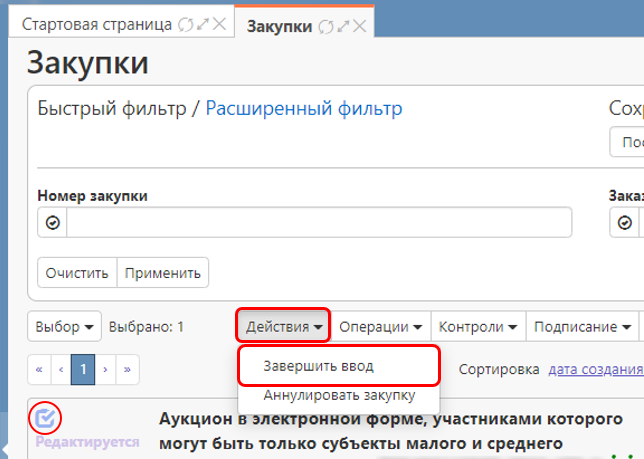 Стартовая страница
Закупки
Закупки
Быстрый фильтр / Расширенный фильтр
Сох
Пос
Номер закупки
Зака
Очистить Применить
Выбор Выбрано: 1 Действия Операции Контроли Подписание
« ‹ 1 › »
Завершить ввод
Сортировка дата создания
Аннулировать закупку
Аукцион в электронной форме, участниками которого
Редактируется
могут быть только субъекты малого и среднего